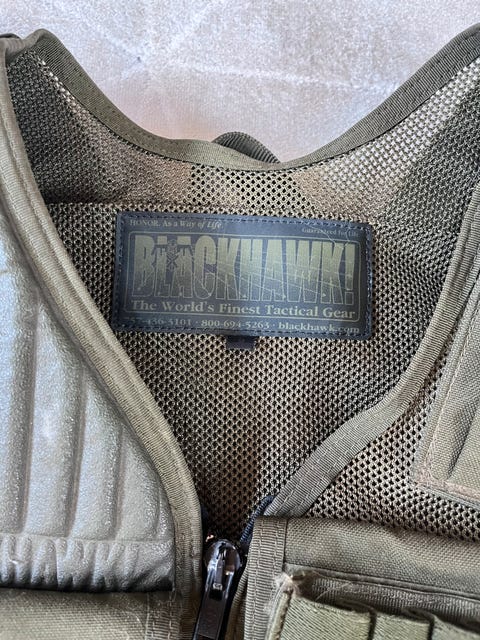 HONOR. As a Way of Life
Guaranteed for Life
BLACKHAWK!
The World's Finest Tactical Gear
436-3101 · 800-694-5263 · blackhawk.com